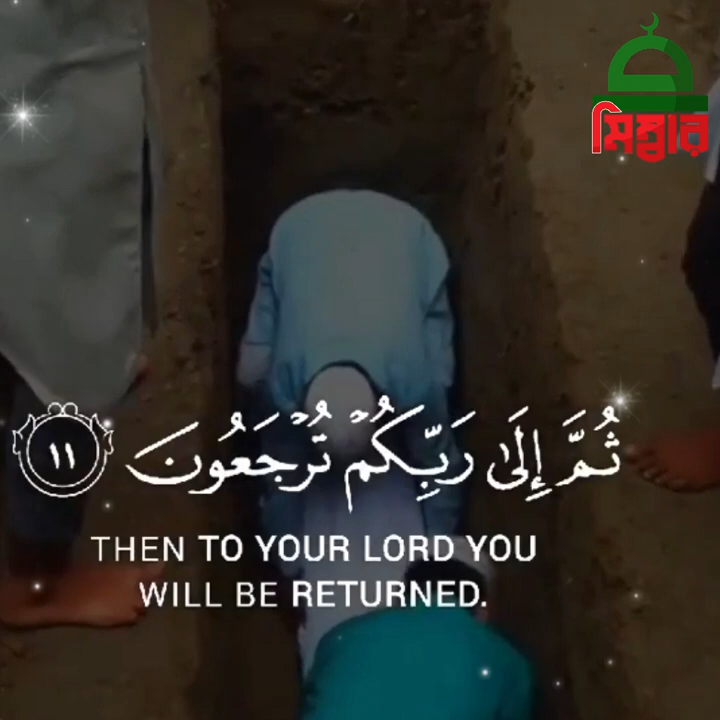 মিম্বার
ثُمَّ إِلَىٰ رَبِّكُمْ تُرْجَعُونَ ١١
THEN TO YOUR LORD YOU
WILL BE RETURNED.